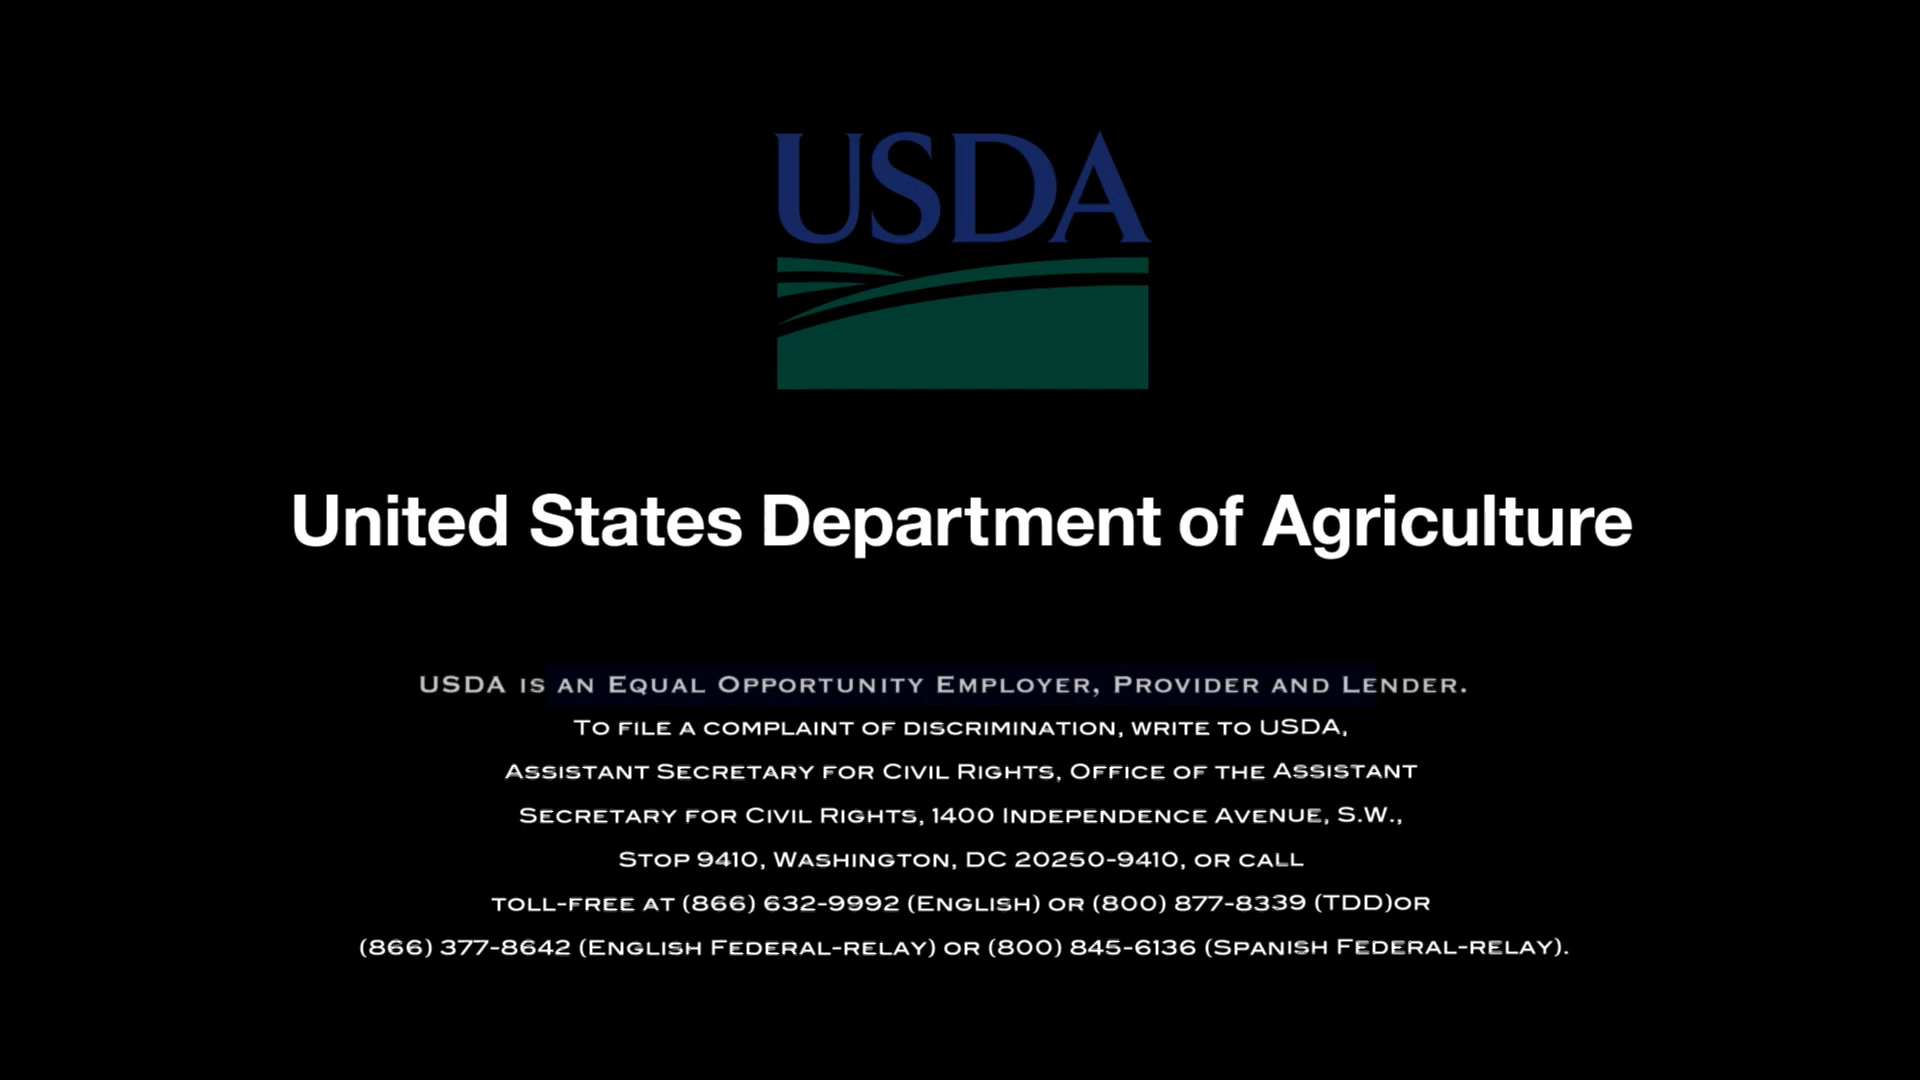 USDA
United States Department of Agriculture
USDA is an Equal Opportunity Employer, Provider and Lender.
To file a complaint of discrimination, write to USDA,
Assistant Secretary for Civil Rights, Office of the Assistant
Secretary for Civil Rights, 1400 Independence Avenue, S.W.,
Stop 9410, Washington, DC 20250-9410, or call
toll-free at (866) 632-9992 (English) or (800) 877-8339 (TDD)or
(866) 377-8642 (English Federal-relay) or (800) 845-6136 (Spanish Federal-relay).